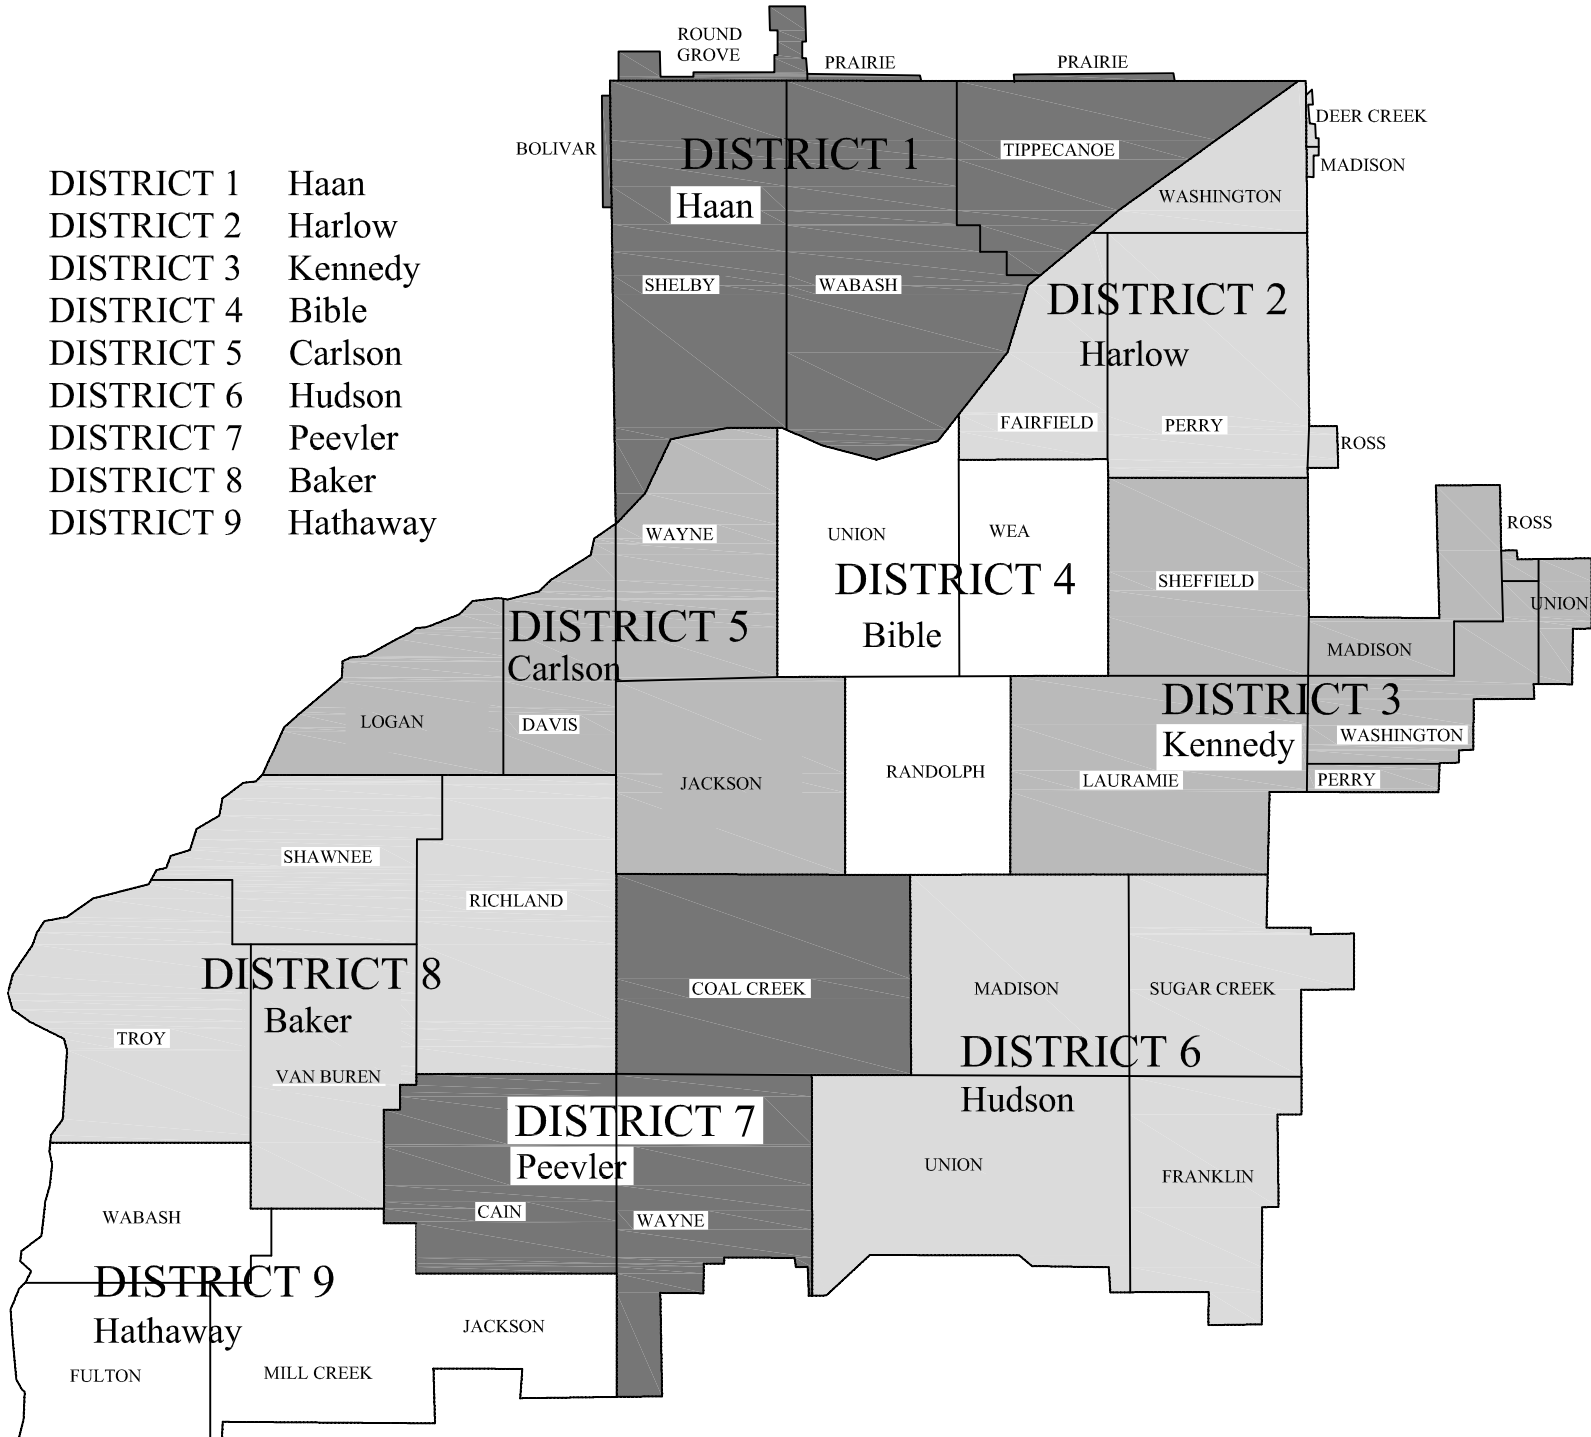 ROUND
GROVE
PRAIRIE
PRAIRIE
DEER CREEK
BOLIVAR
DISTRICT 1
TIPPECANOE
MADISON
DISTRICT 1 Haan
DISTRICT 2 Harlow
DISTRICT 3 Kennedy
DISTRICT 4 Bible
DISTRICT 5 Carlson
DISTRICT 6 Hudson
DISTRICT 7 Peevler
DISTRICT 8 Baker
DISTRICT 9 Hathaway
Haan
WASHINGTON
SHELBY
WABASH
DISTRICT 2
Harlow
FAIRFIELD
PERRY
ROSS
WAYNE
UNION
WEA
ROSS
DISTRICT 4
SHEFFIELD
UNION
DISTRICT 5
Bible
MADISON
Carlson
DISTRICT 3
LOGAN
DAVIS
WASHINGTON
Kennedy
JACKSON
RANDOLPH
LAURAMIE
PERRY
SHAWNEE
RICHLAND
DISTRICT 8
COAL CREEK
MADISON
SUGAR CREEK
Baker
TROY
DISTRICT 6
VAN BUREN
Hudson
DISTRICT 7
Peevler
UNION
FRANKLIN
WABASH
CAIN
WAYNE
DISTRICT 9
Hathaway
JACKSON
FULTON
MILL CREEK